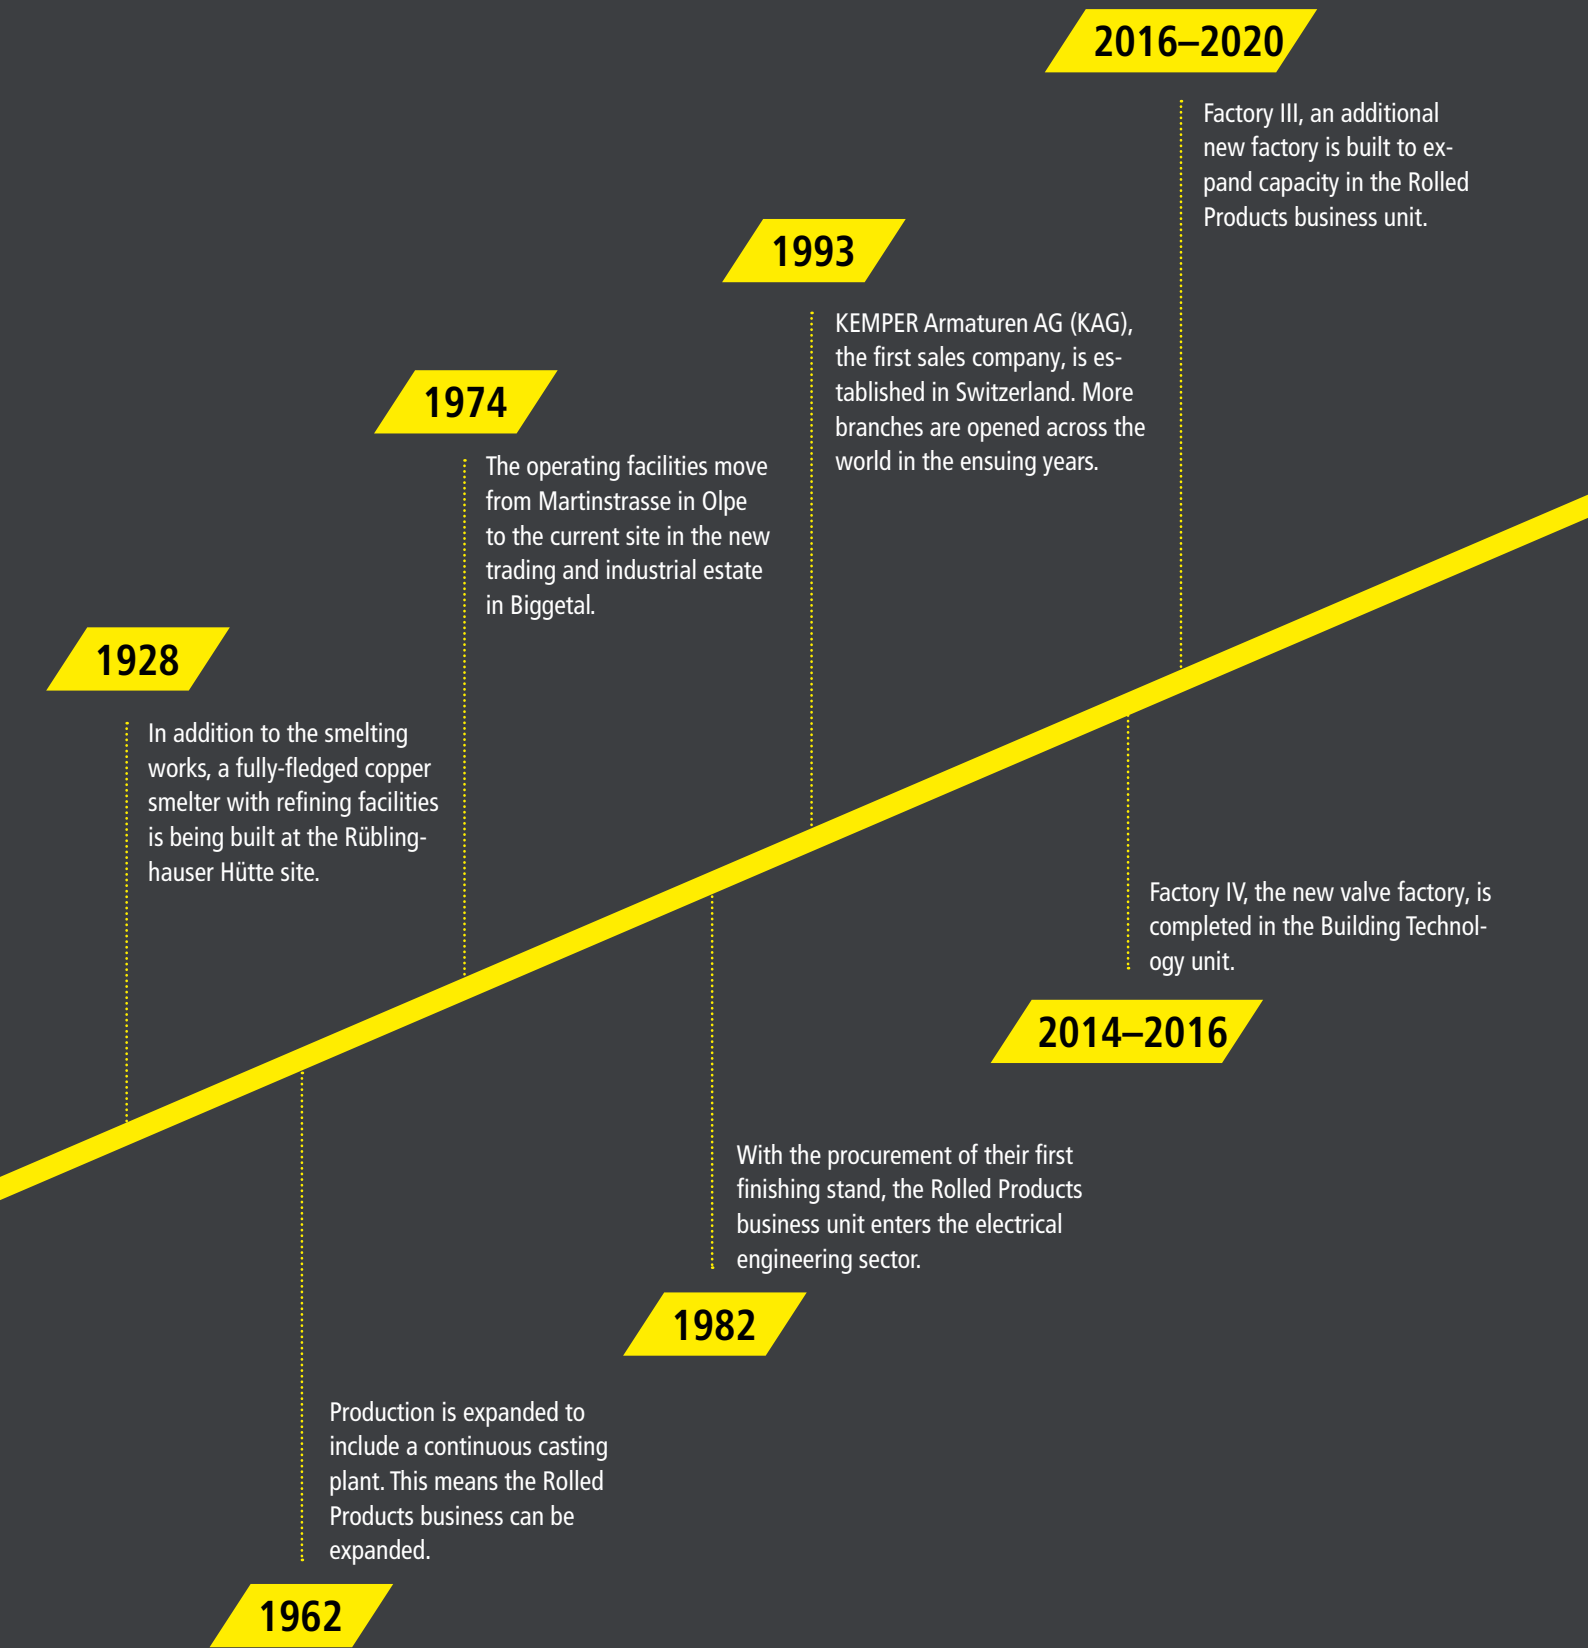 2016–2020
Factory III, an additional
new factory is built to ex-
pand capacity in the Rolled
Products business unit.
1993
KEMPER Armaturen AG (KAG),
the first sales company, is es-
tablished in Switzerland. More
branches are opened across the
world in the ensuing years.
1974
The operating facilities move
from Martinstrasse in Olpe
to the current site in the new
trading and industrial estate
in Biggetal.
1928
In addition to the smelting
works, a fully-fledged copper
smelter with refining facilities
is being built at the Rübling-
hauser Hütte site.
Factory IV, the new valve factory, is
completed in the Building Technol-
ogy unit.
2014–2016
With the procurement of their first
finishing stand, the Rolled Products
business unit enters the electrical
engineering sector.
1982
Production is expanded to
include a continuous casting
plant. This means the Rolled
Products business can be
expanded.
1962